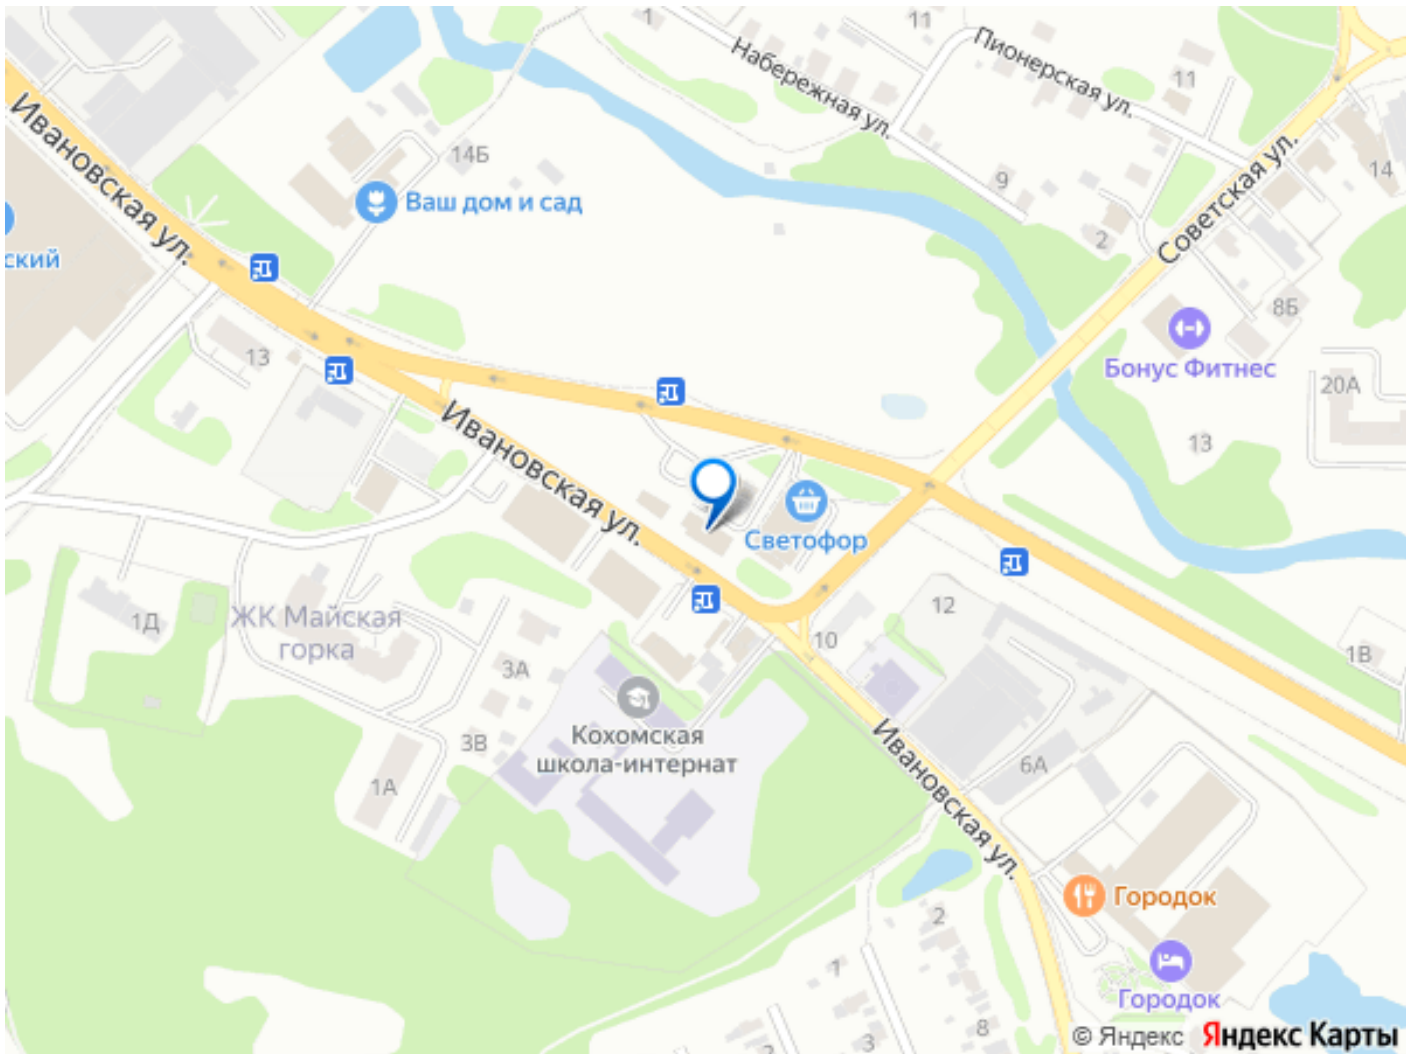 1
11
Набережная ул.
Пионерская ул.
11
Ивановская ул.
14Б
Ваш дом и сад
9
14
Советская ул.
2
ский
8Б
13
Бонус Фитнес
20А
Ивановская ул.
13
Светофор
1Д
ЖК Майская
горка
12
10
3А
1В
Кохомская
школа-интернат
3В
1А
Ивановская ул.
6А
Городок
2
1
Городок
8
3
2
© Яндекс Яндекс Карты